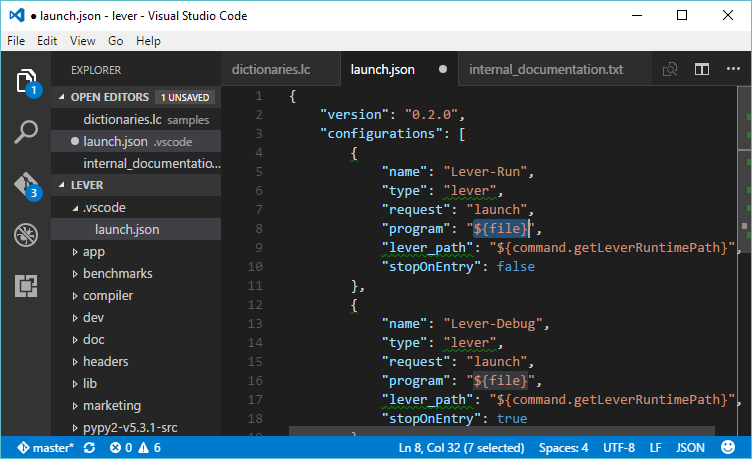 ● launch.json - lever - Visual Studio Code
File Edit View Go Help
EXPLORER
dictionaries.lc launch.json ● internal_documentation.txt
OPEN EDITORS 1 UNSAVED
dictionaries.lc samples
● launch.json .vscode
internal_documentatio...
LEVER
.vscode
launch.json
app
benchmarks
compiler
dev
doc
headers
lib
marketing
pypy2-v5.3.1-src
1
3
1 {
2 "version": "0.2.0",
3 "configurations": [
4 {
5 "name": "Lever-Run",
6 "type": "lever",
7 "request": "launch",
8 "program": "${file}",
9 "lever_path": "${command.getLeverRuntimePath}",
10 "stopOnEntry": false
11 },
12 {
13 "name": "Lever-Debug",
14 "type": "lever",
15 "request": "launch",
16 "program": "${file}",
17 "lever_path": "${command.getLeverRuntimePath}",
18 "stopOnEntry": true
master* 0 6 Ln 8, Col 32 (7 selected) Spaces: 4 UTF-8 LF JSON